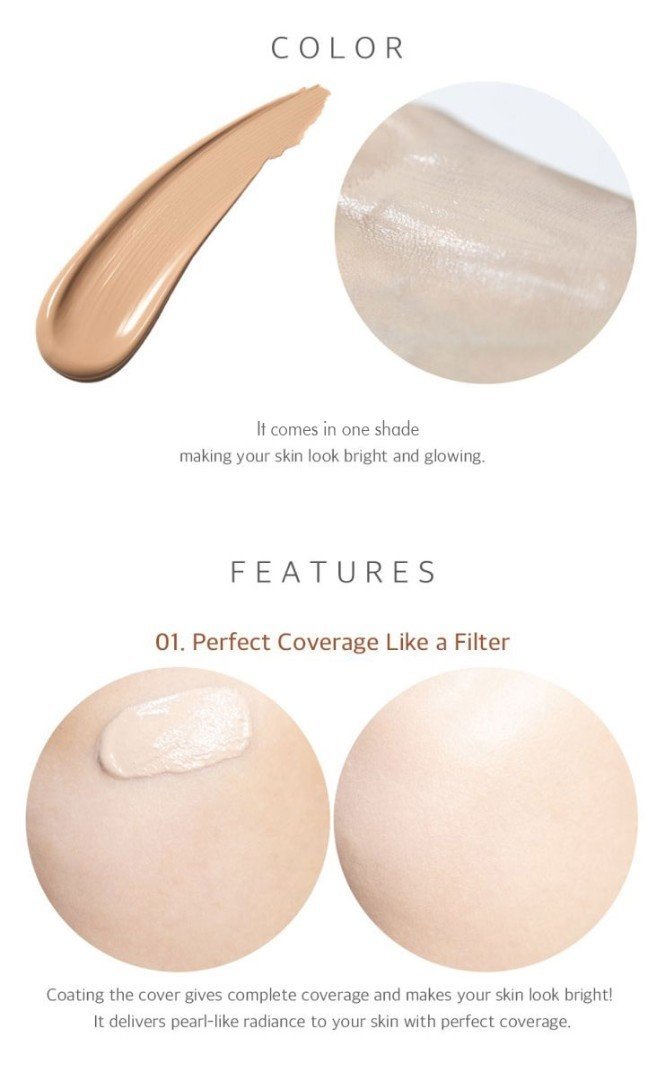 COLOR
It comes in one shade
making your skin look bright and glowing.
FEATURES
01. Perfect Coverage Like a Filter
Coating the cover gives complete coverage and makes your skin look bright!
It delivers pearl-like radiance to your skin with perfect coverage.